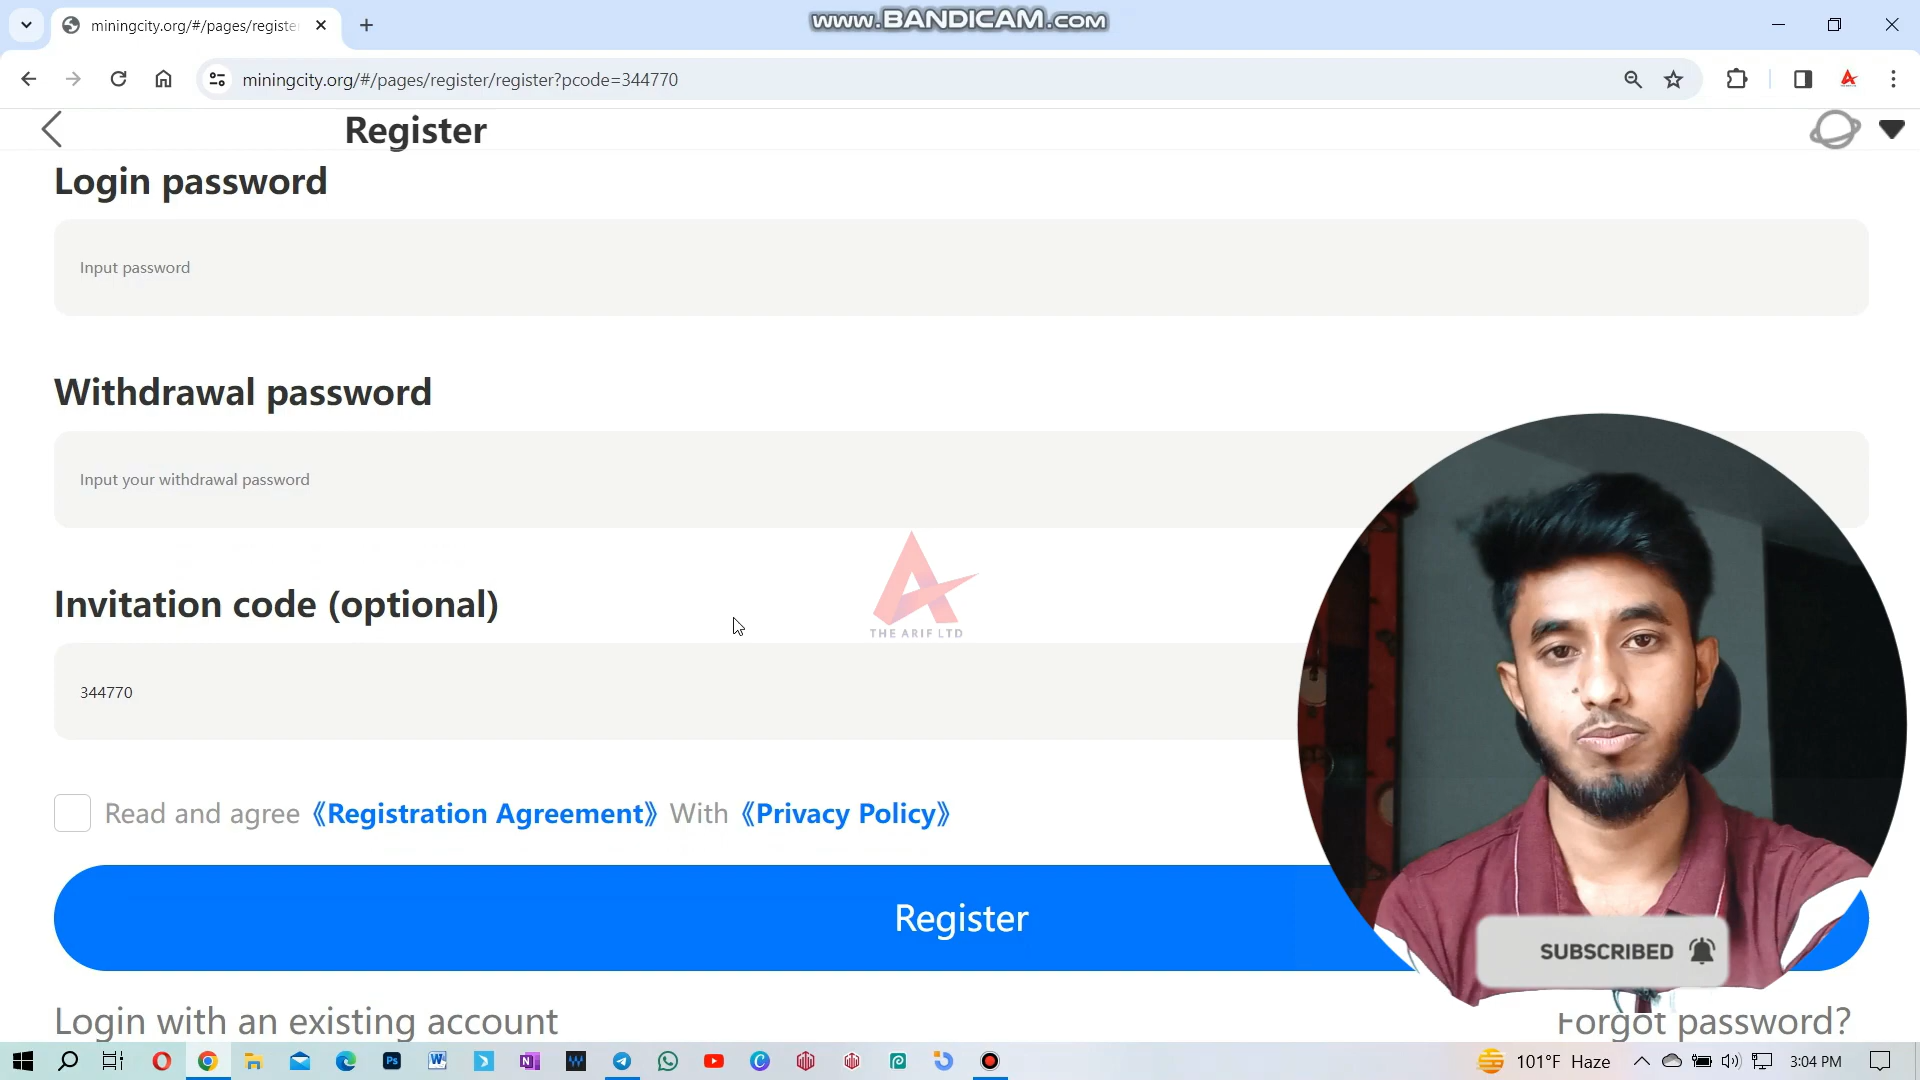 miningcity.org/#/pages/registe
www.BANDICAM.com
miningcity.org/#/pages/register/register?pcode=344770
Register
Login password
Input password
Withdrawal password
Input your withdrawal password
Invitation code (optional)
344770
THE ARIF LTD
Read and agree 《Registration Agreement》 With 《Privacy Policy》
Register
SUBSCRIBED
Login with an existing account
Forgot password?
101°F Haze
3:04 PM